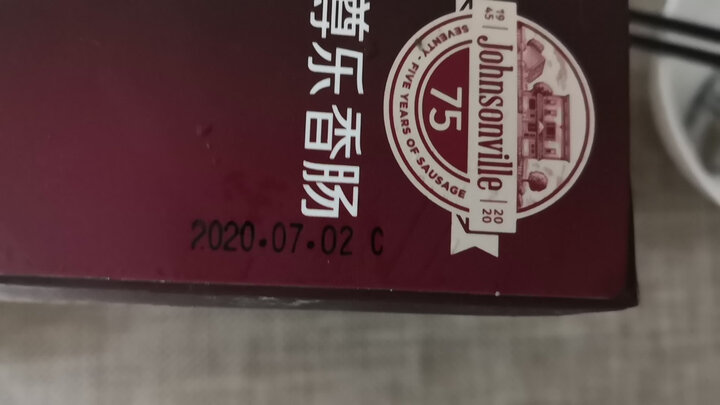 尊乐香肠
19
45
Johnsonville
20
20
SEVENTY - FIVE YEARS OF SAUSAGE
75
2020.07.02 C